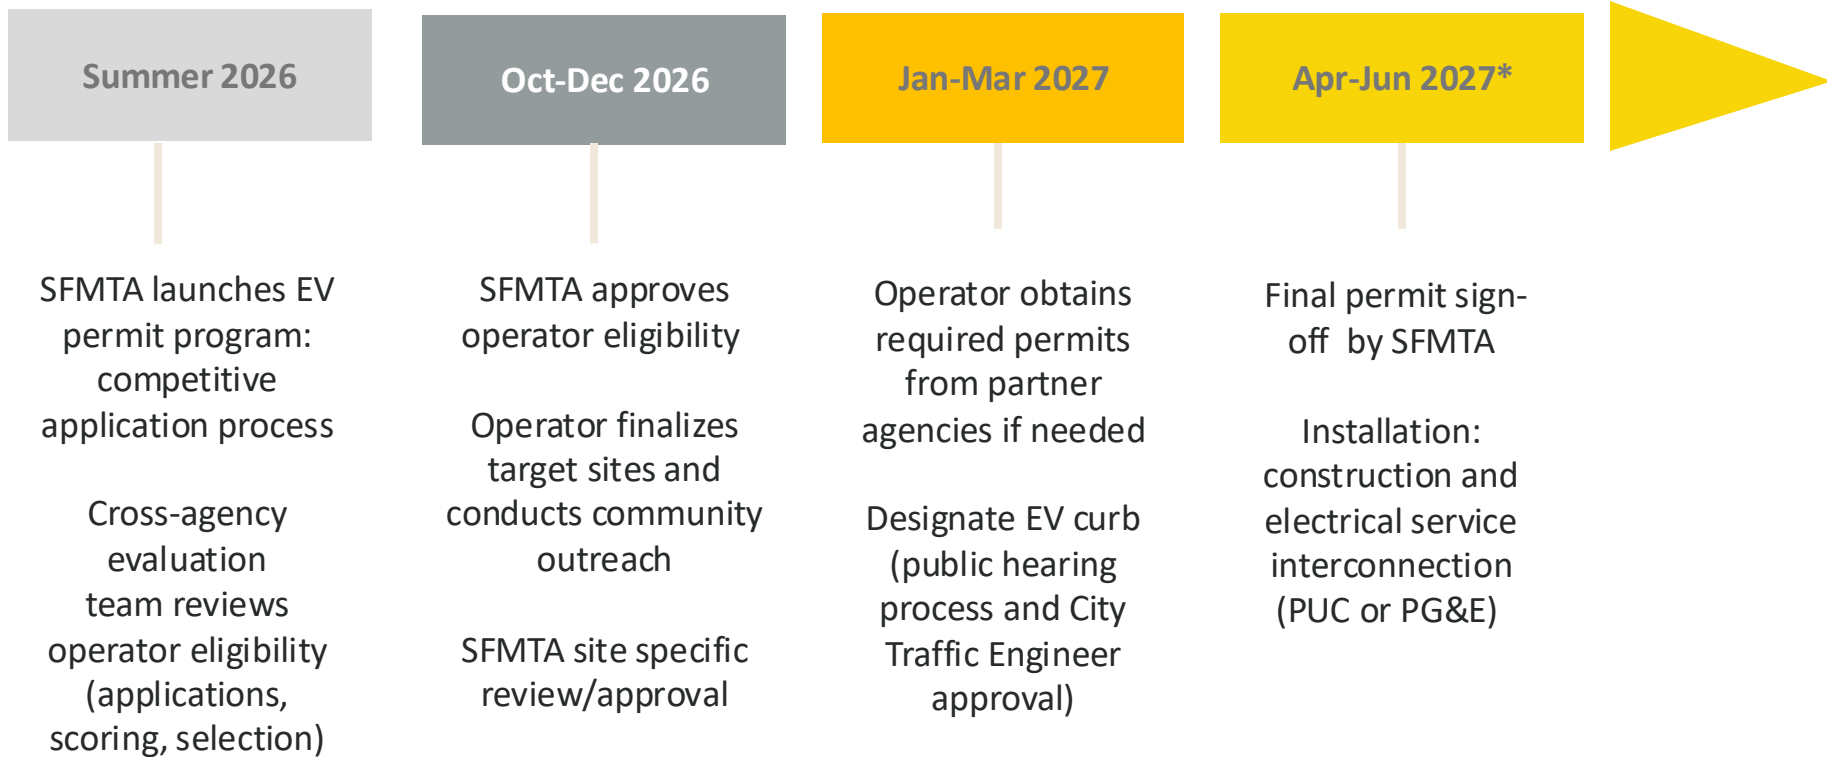 Summer 2026
SFMTA launches EV
permit program:
competitive
application process
Cross-agency
evaluation
team reviews
operator eligibility
(applications,
scoring, selection)
Oct-Dec 2026
SFMTA approves
operator eligibility
Operator finalizes
target sites and
conducts community
outreach
SFMTA site specific
review/approval
Jan-Mar 2027
Operator obtains
required permits
from partner
agencies if needed
Designate EV curb
(public hearing
process and City
Traffic Engineer
approval)
Apr-Jun 2027*
Final permit sign-
off by SFMTA
Installation:
construction and
electrical service
interconnection
(PUC or PG&E)